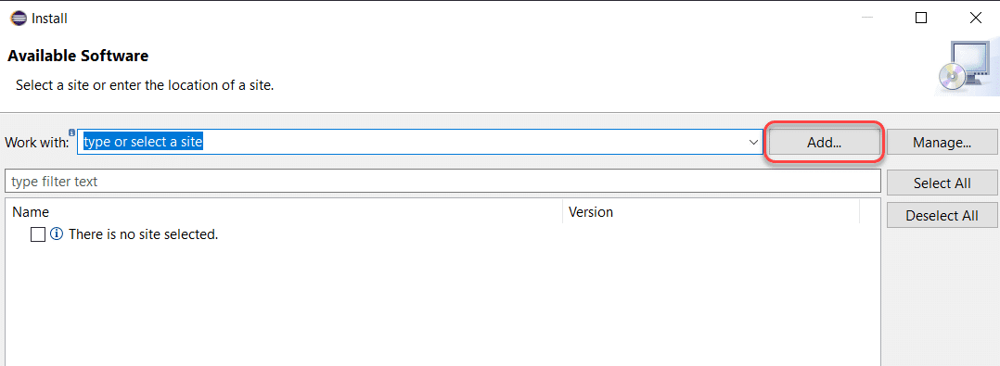 Install
Available Software
Select a site or enter the location of a site.
Work with: type or select a site Add... Manage...
type filter text Select All
Name Version Deselect All
There is no site selected.